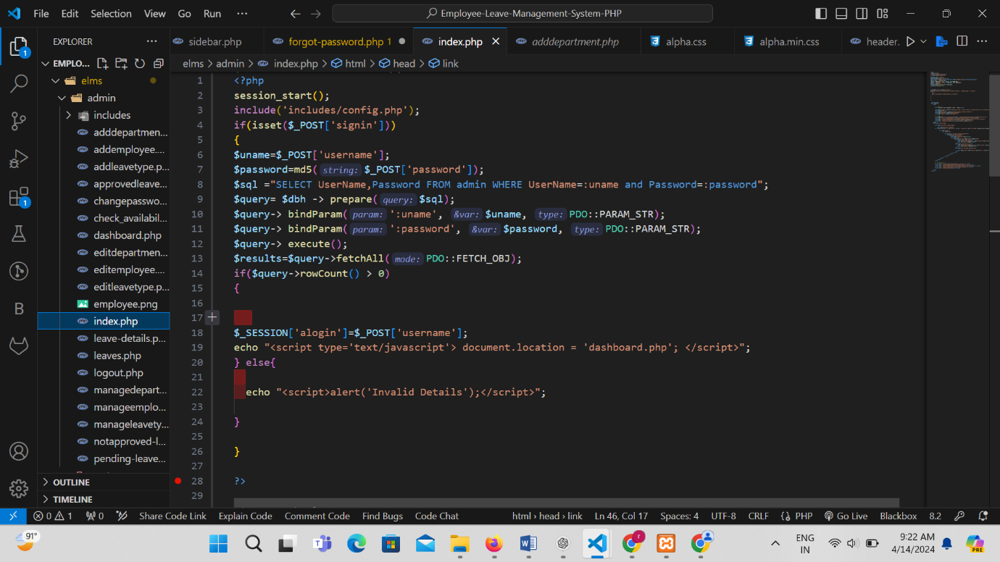 File Edit Selection View Go Run ··· Employee-Leave-Management-System-PHP
EXPLORER ···
sidebar.php forgot-password.php 1 index.php adddepartment.php alpha.css alpha.min.css header.
EMPLO...
elms > admin > index.php > html > head > link
elms
admin
includes
adddepartmen...
addemployee....
addleavetype.p...
approvedleave...
changepasswo...
check_availabil...
dashboard.php
editdepartmen...
editemployee....
editleavetype.p...
employee.png
index.php
leave-details.p...
leaves.php
logout.php
managedepart...
manageemplo...
manageleavety...
notapproved-l...
pending-leave...
OUTLINE
TIMELINE
1 <?php
2 session_start();
3 include('includes/config.php');
4 if(isset($_POST['signin']))
5 {
6 $uname=$_POST['username'];
7 $password=md5(string: $_POST['password']);
8 $sql ="SELECT UserName,Password FROM admin WHERE UserName=:uname and Password=:password";
9 $query= $dbh -> prepare(query: $sql);
10 $query-> bindParam(param: ':uname', &var: $uname, type: PDO::PARAM_STR);
11 $query-> bindParam(param: ':password', &var: $password, type: PDO::PARAM_STR);
12 $query-> execute();
13 $results=$query->fetchAll(mode: PDO::FETCH_OBJ);
14 if($query->rowCount() > 0)
15 {
16
17
18 $_SESSION['alogin']=$_POST['username'];
19 echo "<script type='text/javascript'> document.location = 'dashboard.php'; </script>";
20 } else{
21
22 echo "<script>alert('Invalid Details');</script>";
23
24 }
25
26 }
27
28 ?>
29
0 1 0 Share Code Link Explain Code Comment Code Find Bugs Code Chat html > head > link Ln 46, Col 17 Spaces: 4 UTF-8 CRLF PHP Go Live Blackbox 8.2
91°
ENG
IN
9:22 AM
4/14/2024
PRE